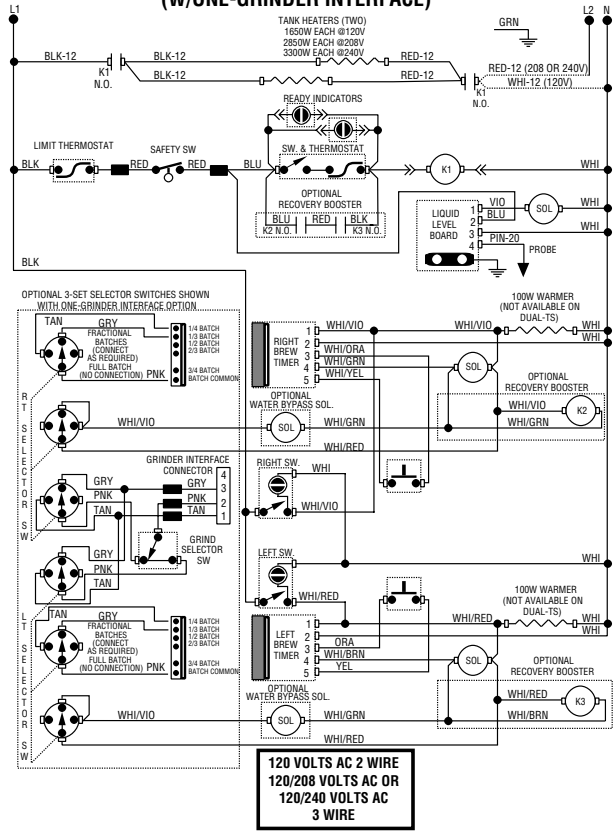 (W/ONE-GRINDER INTERFACE)
L1
L2 N
TANK HEATERS (TWO)
1650W EACH @120V
2850W EACH @208V
3300W EACH @240V
GRN
BLK-12
BLK-12
RED-12
K1
N.O.
BLK-12
RED-12
RED-12 (208 OR 240V)
WHI-12 (120V)
K1
N.O.
READY INDICATORS
LIMIT THERMOSTAT
SAFETY SW
SW. & THERMOSTAT
BLK
RED
RED
BLU
K1
WHI
OPTIONAL
RECOVERY BOOSTER
BLU
RED
BLK
K2 N.O.
K3 N.O.
LIQUID
LEVEL
BOARD
1
2
3
4
VIO
BLU
PIN-20
SOL
WHI
WHI
PROBE
BLK
OPTIONAL 3-SET SELECTOR SWITCHES SHOWN
WITH ONE-GRINDER INTERFACE OPTION
TAN
GRY
FRACTIONAL
BATCHES
(CONNECT
AS REQUIRED)
FULL BATCH
(NO CONNECTION)
PNK
1/4 BATCH
1/3 BATCH
1/2 BATCH
2/3 BATCH
3/4 BATCH
BATCH COMMON
RIGHT
BREW
TIMER
1
2
3
4
5
WHI/VIO
WHI/ORA
WHI/GRN
WHI/YEL
WHI/VIO
100W WARMER
(NOT AVAILABLE ON
DUAL-TS)
WHI
WHI
SOL
OPTIONAL
RECOVERY BOOSTER
WHI/VIO
K2
WHI/GRN
RT SELECTOR SW
WHI/VIO
OPTIONAL
WATER BYPASS SOL.
SOL
WHI/GRN
WHI/RED
GRINDER INTERFACE
CONNECTOR
4
3
2
1
GRY
PNK
TAN
GRY
PNK
TAN
RIGHT SW.
WHI
WHI/VIO
GRIND
SELECTOR
SW
GRY
PNK
TAN
LEFT SW.
WHI/RED
WHI
LT SELECTOR SW
TAN
GRY
FRACTIONAL
BATCHES
(CONNECT
AS REQUIRED)
FULL BATCH
(NO CONNECTION)
PNK
1/4 BATCH
1/3 BATCH
1/2 BATCH
2/3 BATCH
3/4 BATCH
BATCH COMMON
LEFT
BREW
TIMER
1
2
3
4
5
ORA
WHI/BRN
YEL
WHI/RED
100W WARMER
(NOT AVAILABLE ON
DUAL-TS)
WHI
WHI
SOL
OPTIONAL
RECOVERY BOOSTER
WHI/RED
K3
WHI/BRN
WHI/VIO
OPTIONAL
WATER BYPASS SOL.
SOL
WHI/GRN
WHI/RED
120 VOLTS AC 2 WIRE
120/208 VOLTS AC OR
120/240 VOLTS AC
3 WIRE